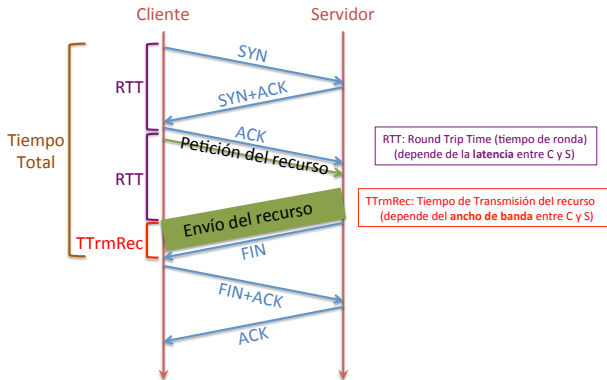 Cliente
Servidor
SYN
RTT
SYN+ACK
Tiempo
Total
ACK
Petición del recurso
RTT
RTT: Round Trip Time (tiempo de ronda)
(depende de la latencia entre C y S)
TTrmRec: Tiempo de Transmisión del recurso
(depende del ancho de banda entre C y S)
Envío del recurso
TTrmRec
FIN
FIN+ACK
ACK